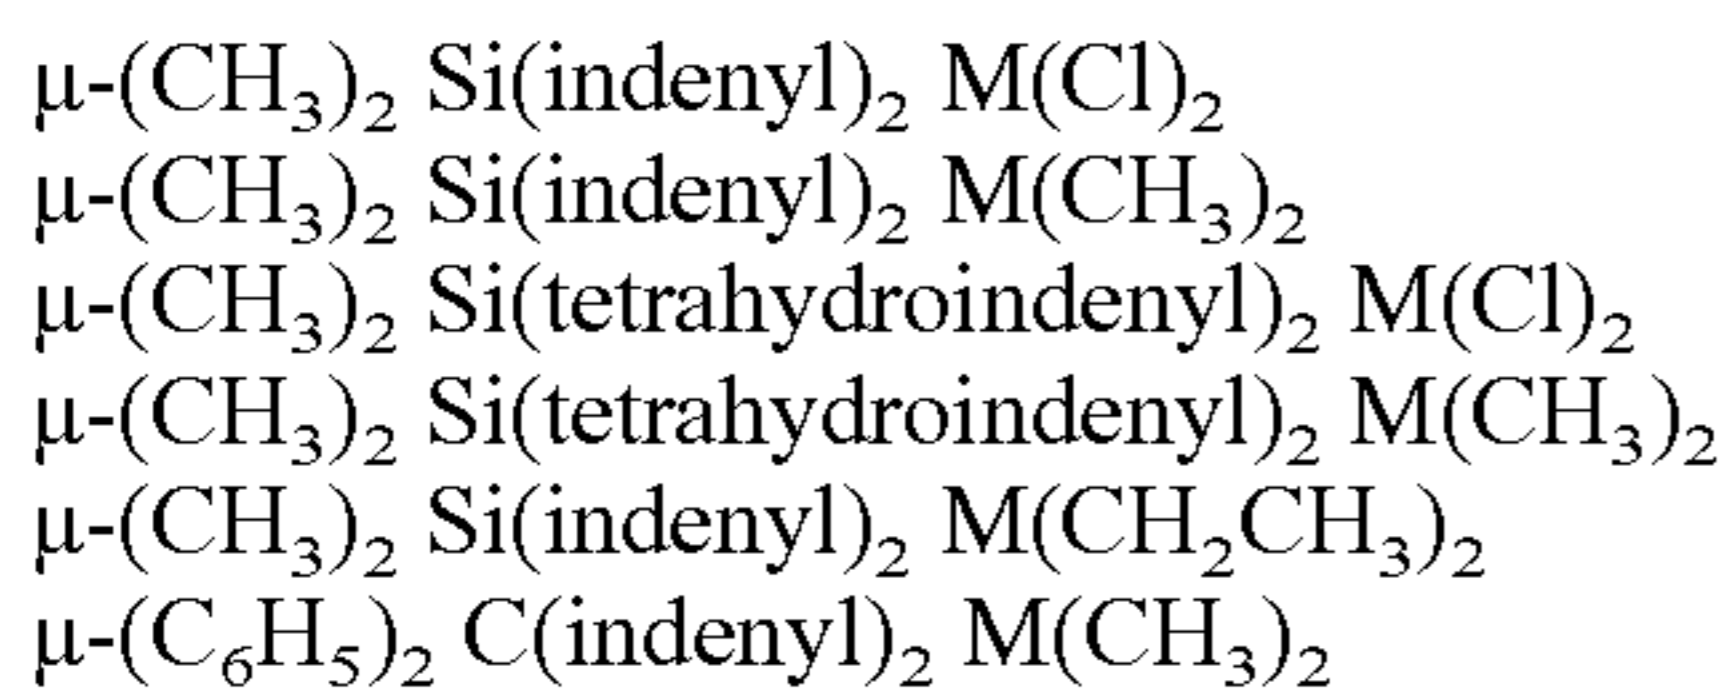 μ-(CH₃)₂ Si(indenyl)₂ M(Cl)₂
μ-(CH₃)₂ Si(indenyl)₂ M(CH₃)₂
μ-(CH₃)₂ Si(tetrahydroindenyl)₂ M(Cl)₂
μ-(CH₃)₂ Si(tetrahydroindenyl)₂ M(CH₃)₂
μ-(CH₃)₂ Si(indenyl)₂ M(CH₂CH₃)₂
μ-(C₆H₅)₂ C(indenyl)₂ M(CH₃)₂